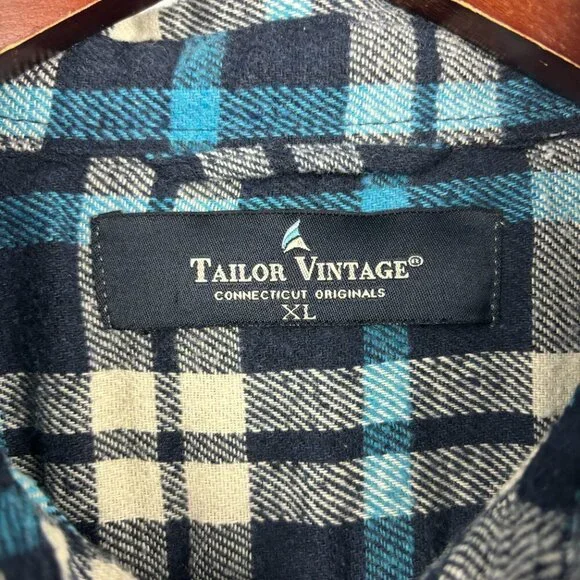 TAILOR VINTAGE®
CONNECTICUT ORIGINALS
XL